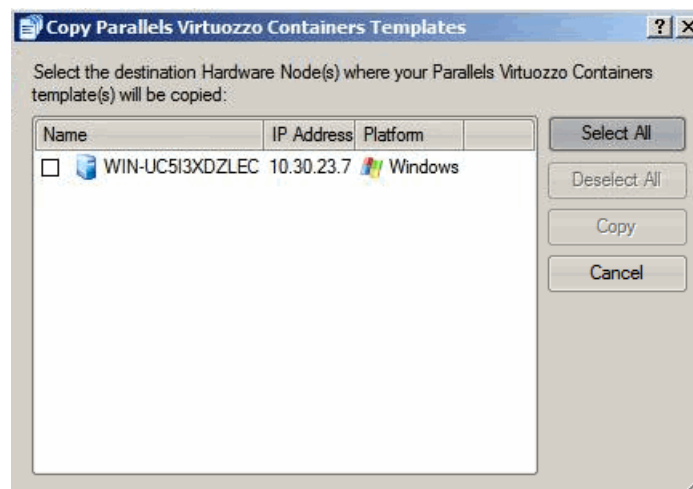 Copy Parallels Virtuozzo Containers Templates
Select the destination Hardware Node(s) where your Parallels Virtuozzo Containers
template(s) will be copied:
Name IP Address Platform
WIN-UC5I3XDZLEC 10.30.23.7 Windows
Select All
Deselect All
Copy
Cancel